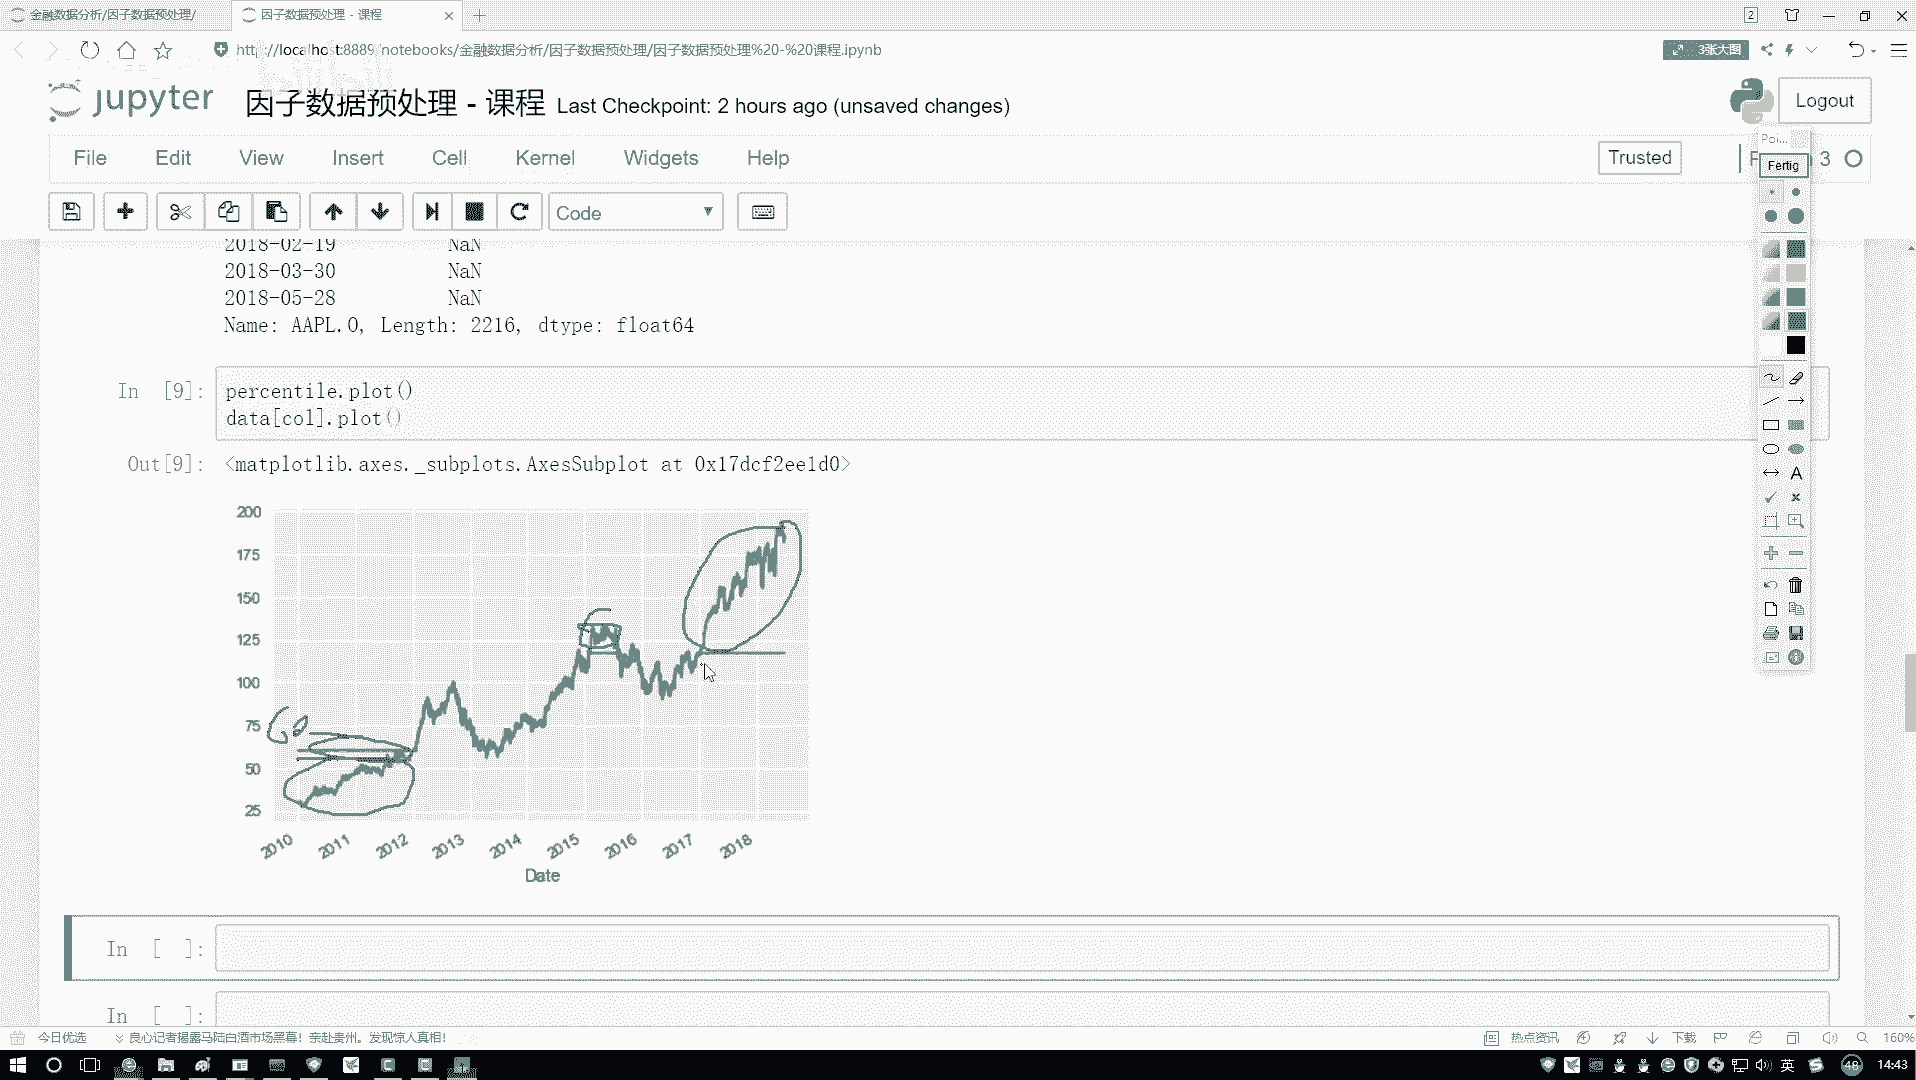 金融数据分析/因子数据预处理/
因子数据预处理 - 课程
2
http://localhost:8889/notebooks/金融数据分析/因子数据预处理/因子数据预处理%20-%20课程.ipynb
3张大图
jupyter 因子数据预处理 - 课程 Last Checkpoint: 2 hours ago (unsaved changes)
Logout
Poi...
File Edit View Insert Cell Kernel Widgets Help
Trusted
3
Fertig
Code
A
2018-02-19 NaN
2018-03-30 NaN
2018-05-28 NaN
Name: AAPL.O, Length: 2216, dtype: float64
In [9]: percentile.plot()
data[col].plot()
Out[9]: <matplotlib.axes._subplots.AxesSubplot at 0x17dcf2ee1d0>
200
175
150
125
100
75
60
50
25
2010 2011 2012 2013 2014 2015 2016 2017 2018
Date
In [ ]:
In [ ]:
今日优选
良心记者揭露马陆白酒市场黑幕！亲赴贵州。发现惊人真相！
热点资讯
下载
160%
英
48
14:43